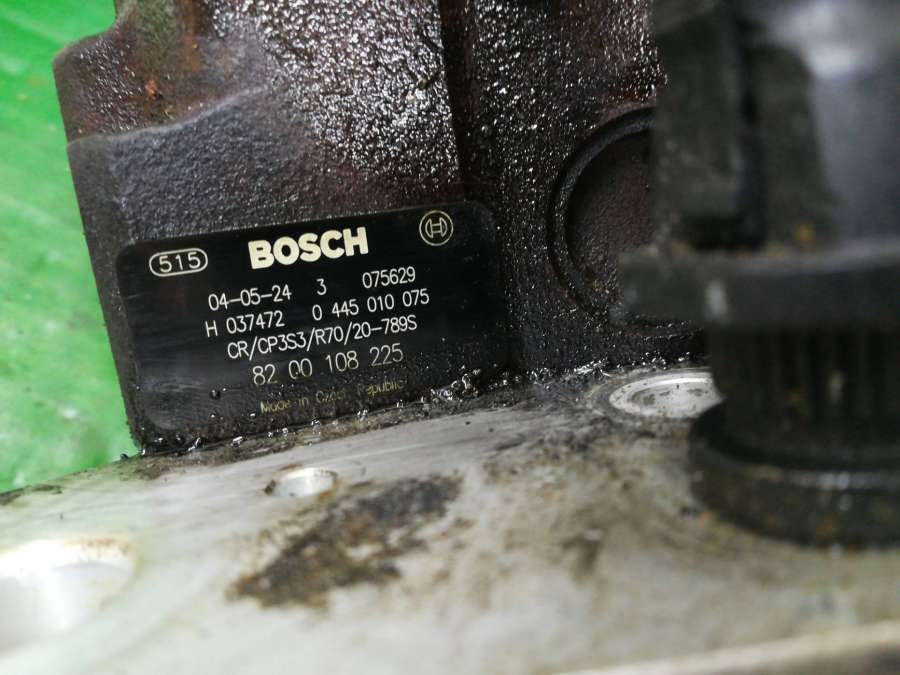 515 BOSCH
04-05-24 3 075629
H 037472 0 445 010 075
CR/CP3S3/R70/20-789S
82 00 108 225
Made in Czech Republic